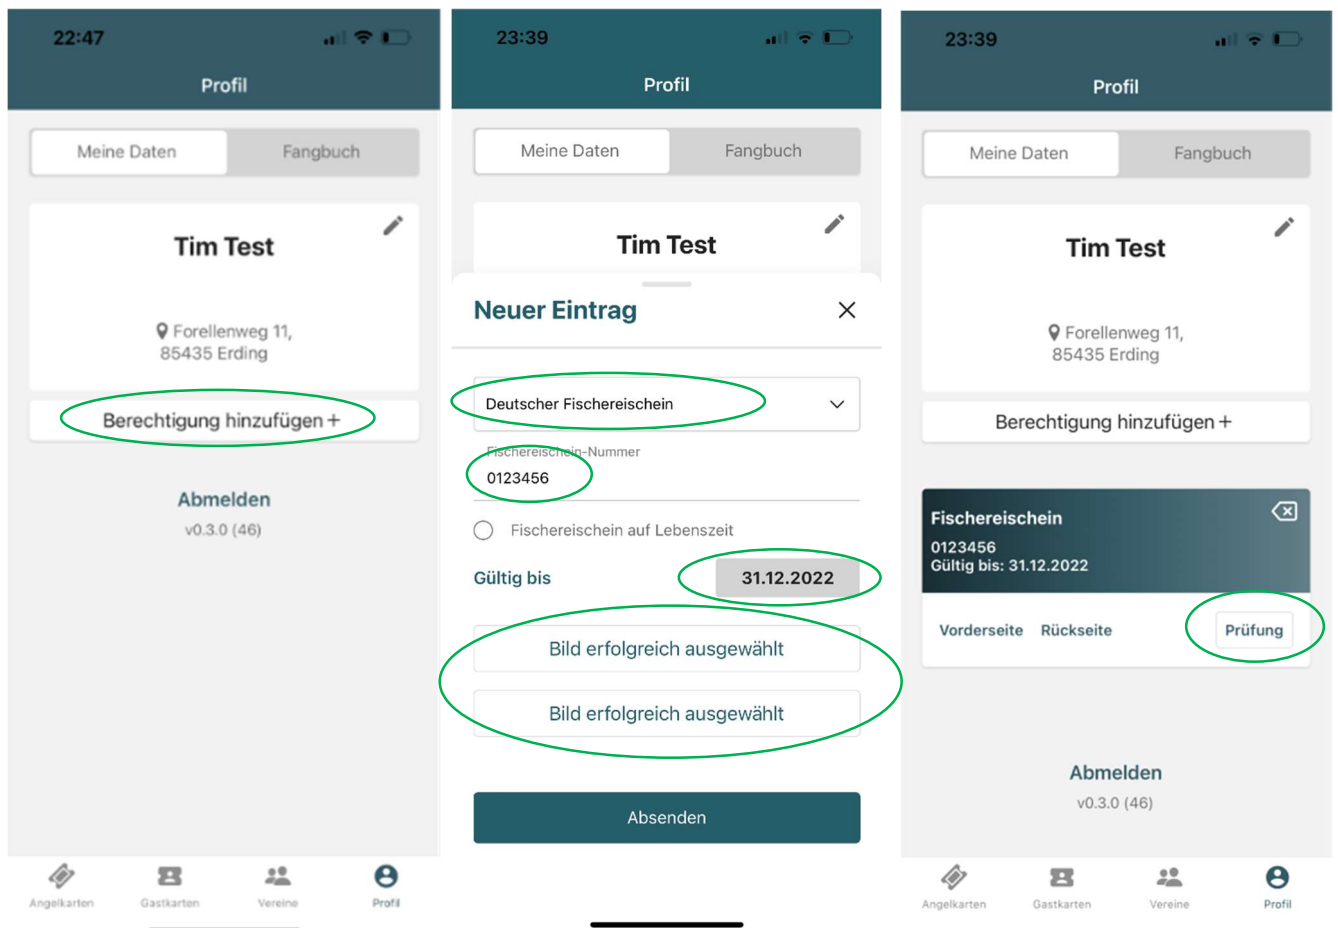 22:47
Profil
Meine Daten
Fangbuch
Tim Test
Forellenweg 11,
85435 Erding
Berechtigung hinzufügen +
Abmelden
v0.3.0 (46)
Angelkarten
Gastkarten
Vereine
Profil
23:39
Profil
Meine Daten
Fangbuch
Tim Test
Neuer Eintrag
Deutscher Fischereischein
Fischereischein-Nummer
0123456
Fischereischein auf Lebenszeit
Gültig bis
31.12.2022
Bild erfolgreich ausgewählt
Bild erfolgreich ausgewählt
Absenden
23:39
Profil
Meine Daten
Fangbuch
Tim Test
Forellenweg 11,
85435 Erding
Berechtigung hinzufügen +
Fischereischein
0123456
Gültig bis: 31.12.2022
Vorderseite
Rückseite
Prüfung
Abmelden
v0.3.0 (46)
Angelkarten
Gastkarten
Vereine
Profil